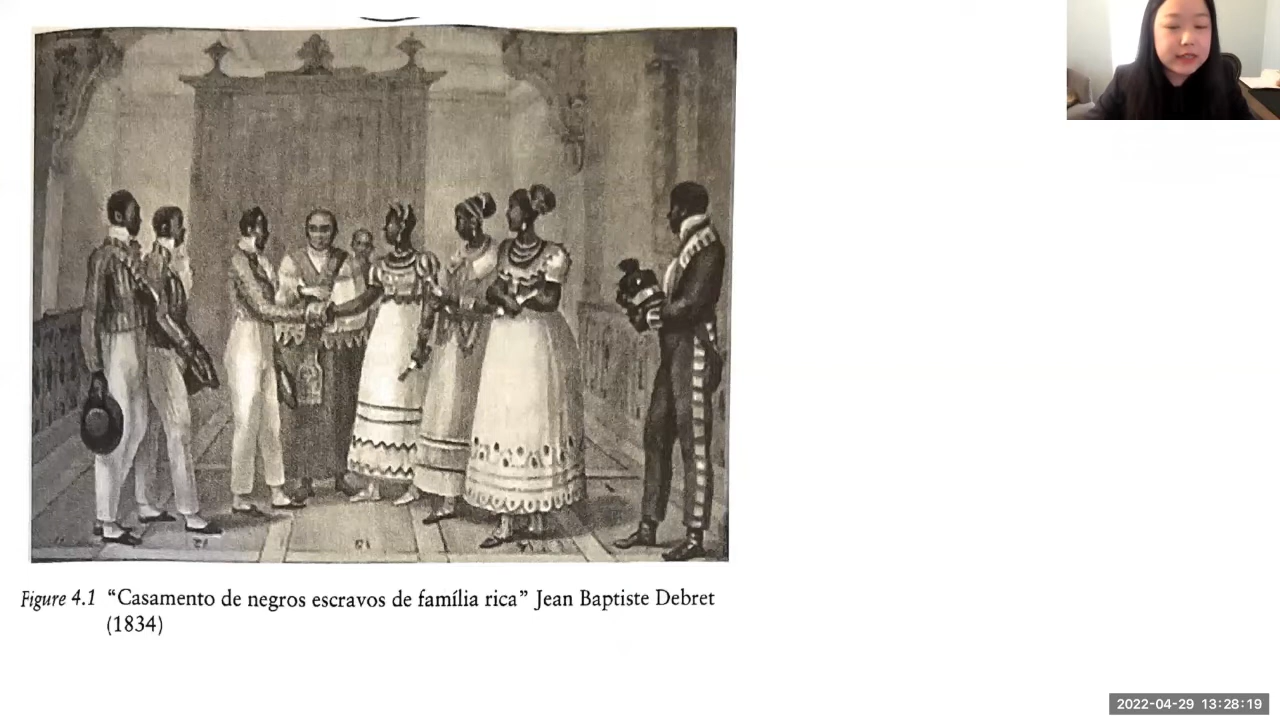 Figure 4.1 “Casamento de negros escravos de família rica” Jean Baptiste Debret
(1834)
2022-04-29 13:28:19